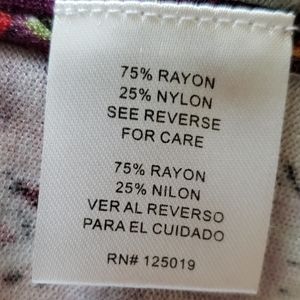 75% RAYON
25% NYLON
SEE REVERSE
FOR CARE
75% RAYON
25% NILON
VER AL REVERSO
PARA EL CUIDADO
RN# 125019